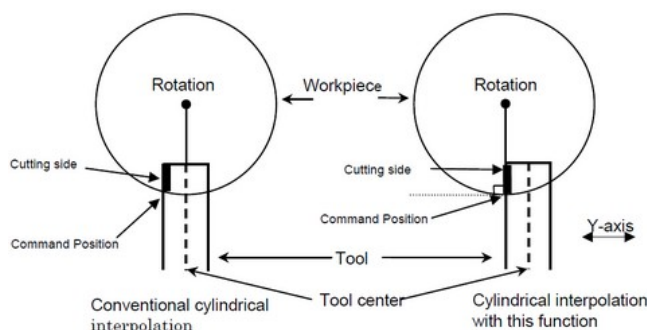 Rotation
Workpiece
Rotation
Cutting side
Cutting side
Command Position
Command Position
Y-axis
Tool
Tool center
Conventional cylindrical
interpolation
Cylindrical interpolation
with this function